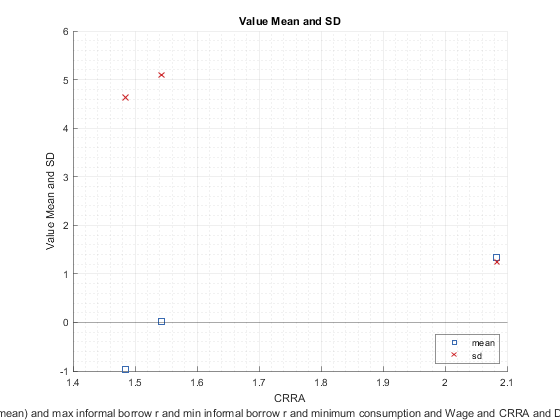 Value Mean and SD
6
5
4
3
2
1
0
-1
Value Mean and SD
1.4 1.5 1.6 1.7 1.8 1.9 2 2.1
CRRA
mean
sd
mean) and max informal borrow r and min informal borrow r and minimum consumption and Wage and CRRA and D